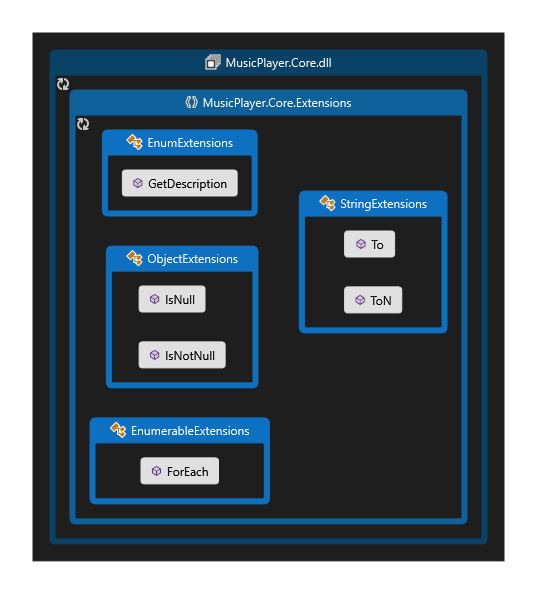 MusicPlayer.Core.dll
MusicPlayer.Core.Extensions
EnumExtensions
GetDescription
StringExtensions
To
ToN
ObjectExtensions
IsNull
IsNotNull
EnumerableExtensions
ForEach